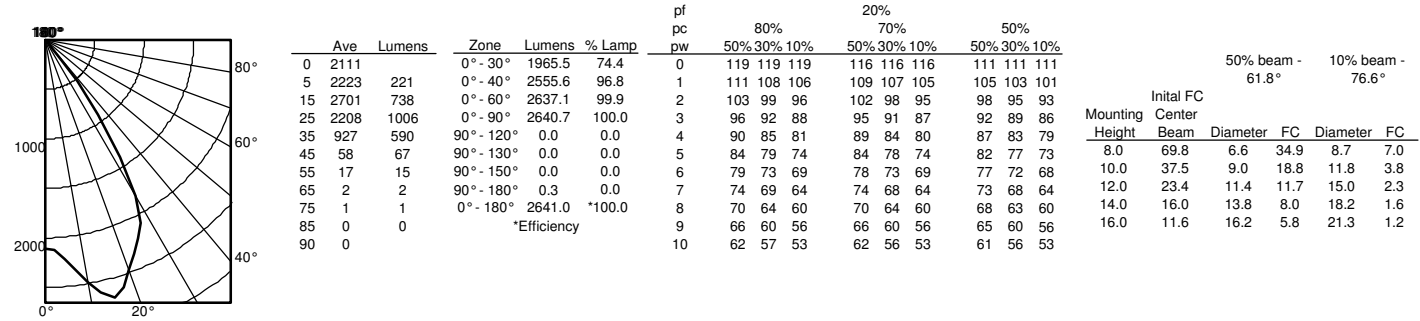 180°
80°
60°
40°
20°
0°
1000
2000
Ave Lumens
0 2111
5 2223 221
15 2701 738
25 2208 1006
35 927 590
45 58 67
55 17 15
65 2 2
75 1 1
85 0 0
90 0
Zone Lumens % Lamp
0°- 30° 1965.5 74.4
0°- 40° 2555.6 96.8
0°- 60° 2637.1 99.9
0°- 90° 2640.7 100.0
90°- 120° 0.0 0.0
90°- 130° 0.0 0.0
90°- 150° 0.0 0.0
90°- 180° 0.3 0.0
0°- 180° 2641.0 *100.0
*Efficiency
pf 20%
pc 80% 70% 50%
pw 50% 30% 10% 50% 30% 10% 50% 30% 10%
0 119 119 119 116 116 116 111 111 111
1 111 108 106 109 107 105 105 103 101
2 103 99 96 102 98 95 98 95 93
3 96 92 88 95 91 87 92 89 86
4 90 85 81 89 84 80 87 83 79
5 84 79 74 84 78 74 82 77 73
6 79 73 69 78 73 69 77 72 68
7 74 69 64 74 68 64 73 68 64
8 70 64 60 70 64 60 68 63 60
9 66 60 56 66 60 56 65 60 56
10 62 57 53 62 56 53 61 56 53
50% beam - 10% beam -
61.8° 76.6°
Inital FC
Mounting Center
Height Beam Diameter FC Diameter FC
8.0 69.8 6.6 34.9 8.7 7.0
10.0 37.5 9.0 18.8 11.8 3.8
12.0 23.4 11.4 11.7 15.0 2.3
14.0 16.0 13.8 8.0 18.2 1.6
16.0 11.6 16.2 5.8 21.3 1.2